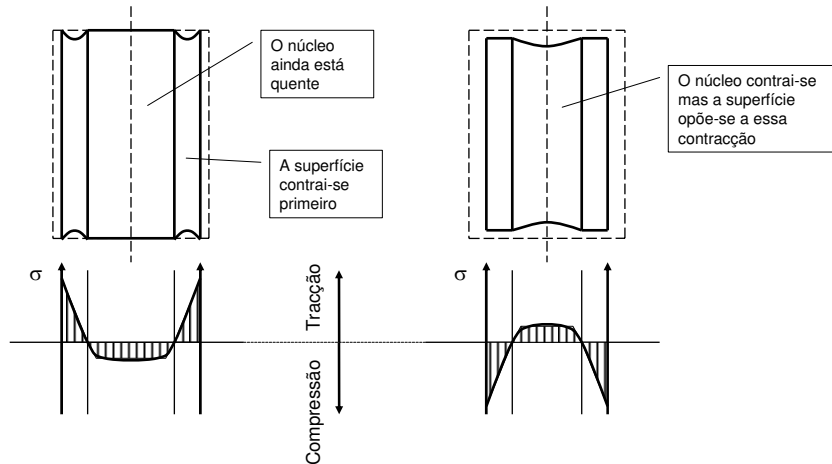 O núcleo
ainda está
quente
A superfície
contrai-se
primeiro
O núcleo contrai-se
mas a superfície
opõe-se a essa
contracção
σ
Tracção
Compressão
σ